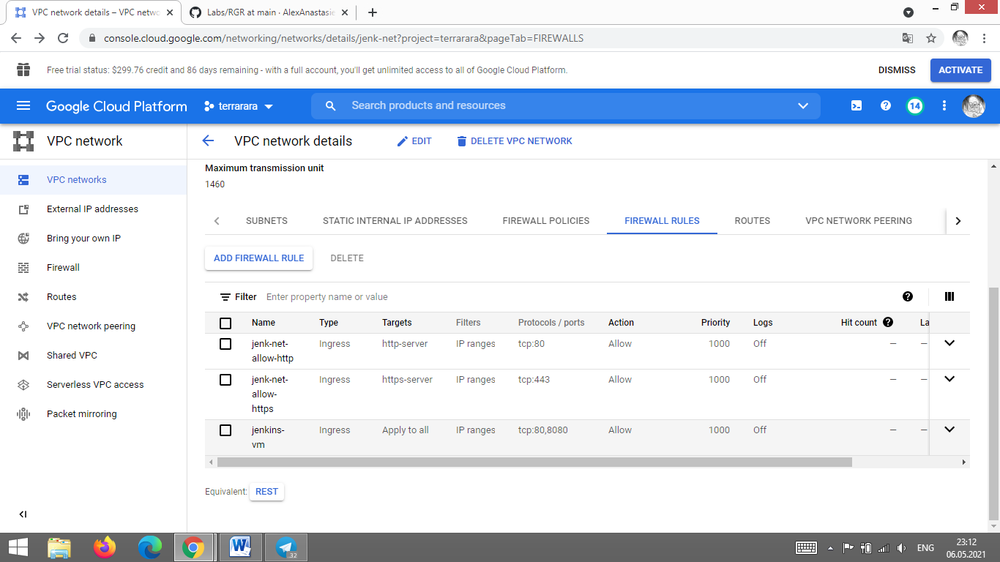 VPC network details – VPC netwo
Labs/RGR at main · AlexAnastasie
console.cloud.google.com/networking/networks/details/jenk-net?project=terrarara&pageTab=FIREWALLS
Free trial status: $299.76 credit and 86 days remaining - with a full account, you'll get unlimited access to all of Google Cloud Platform.
DISMISS
ACTIVATE
Google Cloud Platform
terrarara
Search products and resources
14
VPC network
VPC network details
EDIT
DELETE VPC NETWORK
VPC networks
External IP addresses
Bring your own IP
Firewall
Routes
VPC network peering
Shared VPC
Serverless VPC access
Packet mirroring
Maximum transmission unit
1460
SUBNETS
STATIC INTERNAL IP ADDRESSES
FIREWALL POLICIES
FIREWALL RULES
ROUTES
VPC NETWORK PEERING
ADD FIREWALL RULE
DELETE
Filter
Enter property name or value
Name Type Targets Filters Protocols / ports Action Priority Logs Hit count La
jenk-net- Ingress http-server IP ranges tcp:80 Allow 1000 Off — —
allow-http
jenk-net- Ingress https-server IP ranges tcp:443 Allow 1000 Off — —
allow-
https
jenkins- Ingress Apply to all IP ranges tcp:80,8080 Allow 1000 Off — —
vm
Equivalent: REST
.32
ENG
23:12
06.05.2021